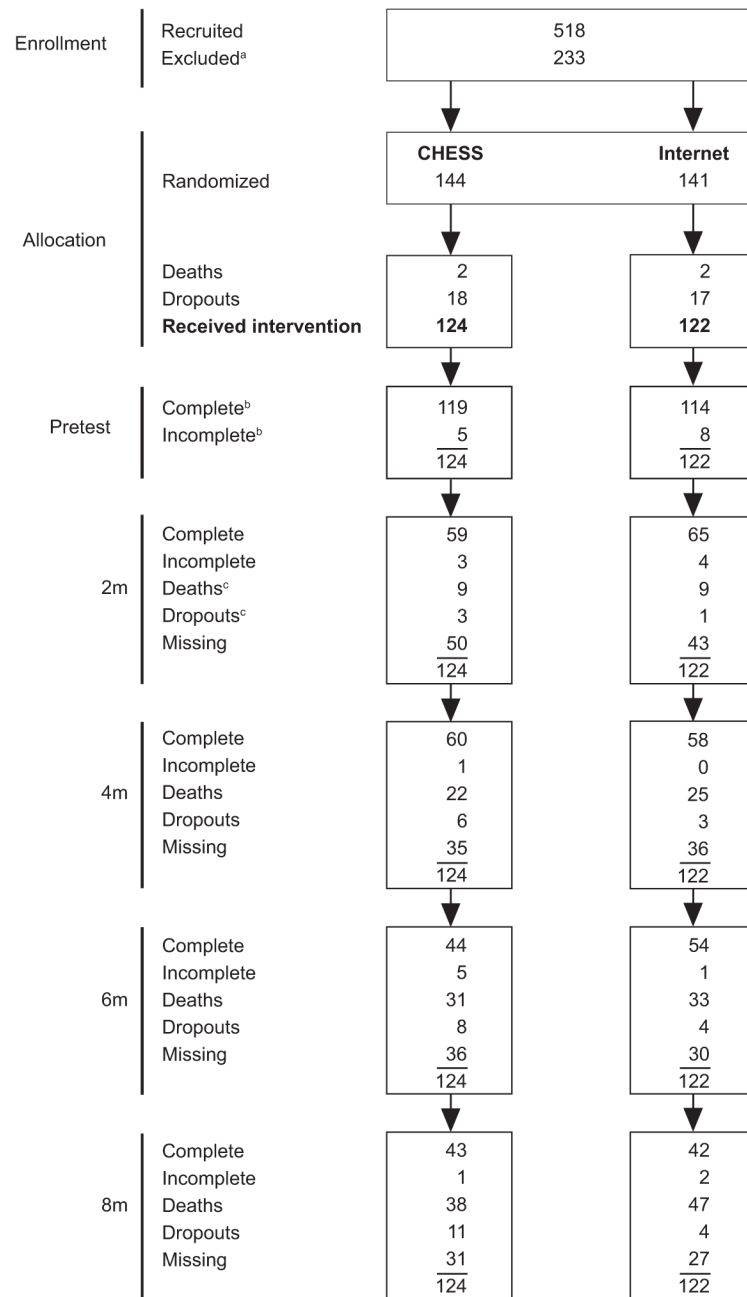 Enrollment
Recruited 518
Excludedᵃ 233
CHESS Internet
Randomized 144 141
Allocation
Deaths 2 2
Dropouts 18 17
Received intervention 124 122
Pretest
Completeᵇ 119 114
Incompleteᵇ 5 8
124 122
2m
Complete 59 65
Incomplete 3 4
Deathsᶜ 9 9
Dropoutsᶜ 3 1
Missing 50 43
124 122
4m
Complete 60 58
Incomplete 1 0
Deaths 22 25
Dropouts 6 3
Missing 35 36
124 122
6m
Complete 44 54
Incomplete 5 1
Deaths 31 33
Dropouts 8 4
Missing 36 30
124 122
8m
Complete 43 42
Incomplete 1 2
Deaths 38 47
Dropouts 11 4
Missing 31 27
124 122